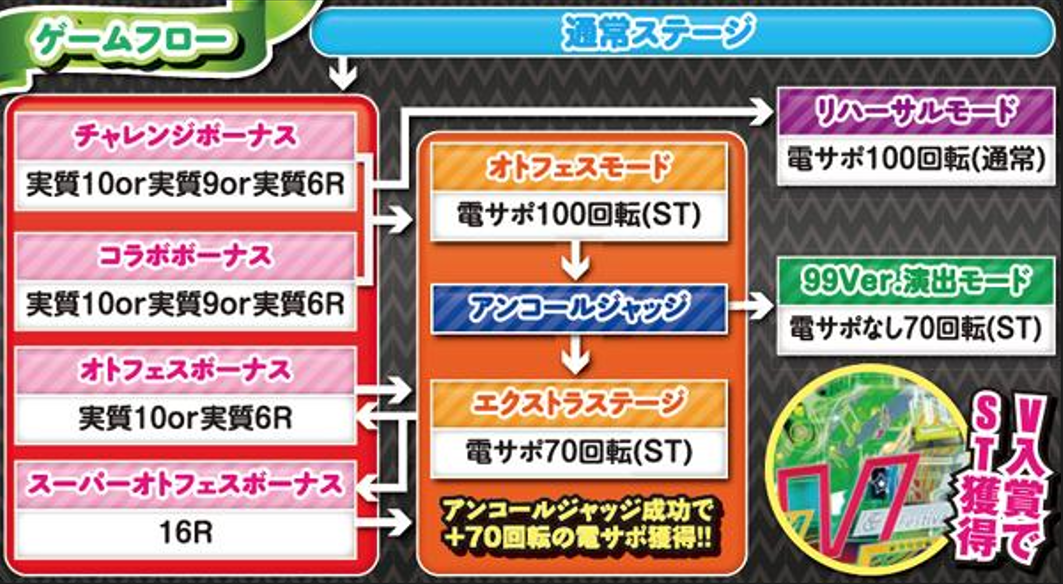 ゲームフロー
通常ステージ
チャレンジボーナス
実質10or実質9or実質6R
コラボボーナス
実質10or実質9or実質6R
オトフェスボーナス
実質10or実質6R
スーパーオトフェスボーナス
16R
オトフェスモード
電サポ100回転(ST)
アンコールジャッジ
エクストラステージ
電サポ70回転(ST)
アンコールジャッジ成功で
+70回転の電サポ獲得!!
リハーサルモード
電サポ100回転(通常)
99Ver.演出モード
電サポなし70回転(ST)
V
V入賞で
ST獲得